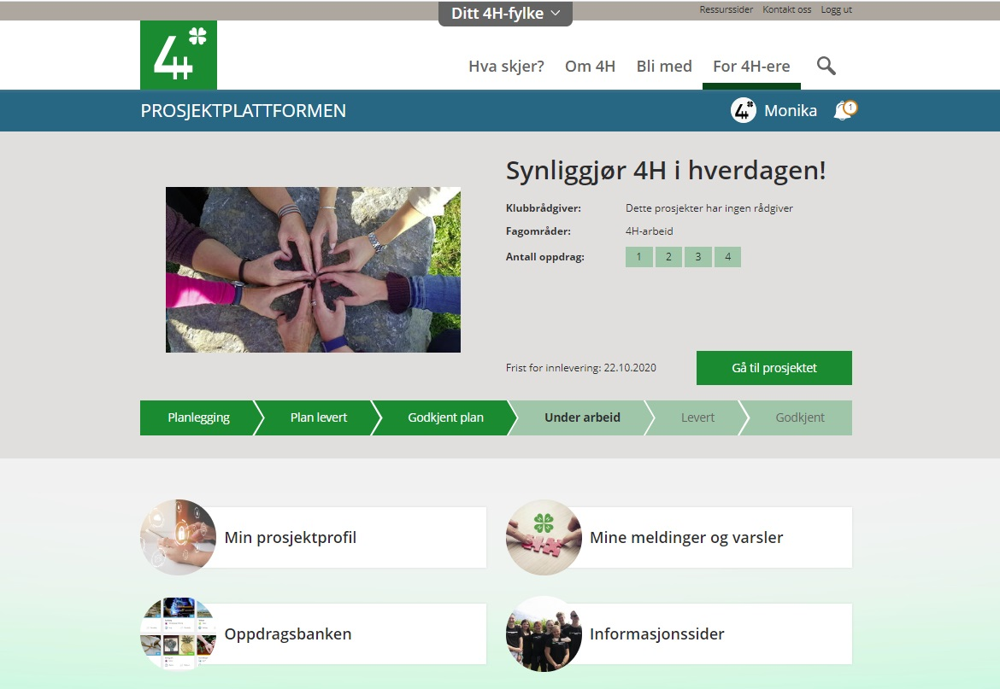 Ditt 4H-fylke
Ressurssider Kontakt oss Logg ut
4H
Hva skjer? Om 4H Bli med For 4H-ere
PROSJEKTPLATTFORMEN
4H Monika 1
Synliggjør 4H i hverdagen!
Klubbrådgiver: Dette prosjekter har ingen rådgiver
Fagområder: 4H-arbeid
Antall oppdrag: 1 2 3 4
Frist for innlevering: 22.10.2020 Gå til prosjektet
Planlegging Plan levert Godkjent plan Under arbeid Levert Godkjent
Min prosjektprofil Mine meldinger og varsler
Oppdragsbanken Informasjonssider